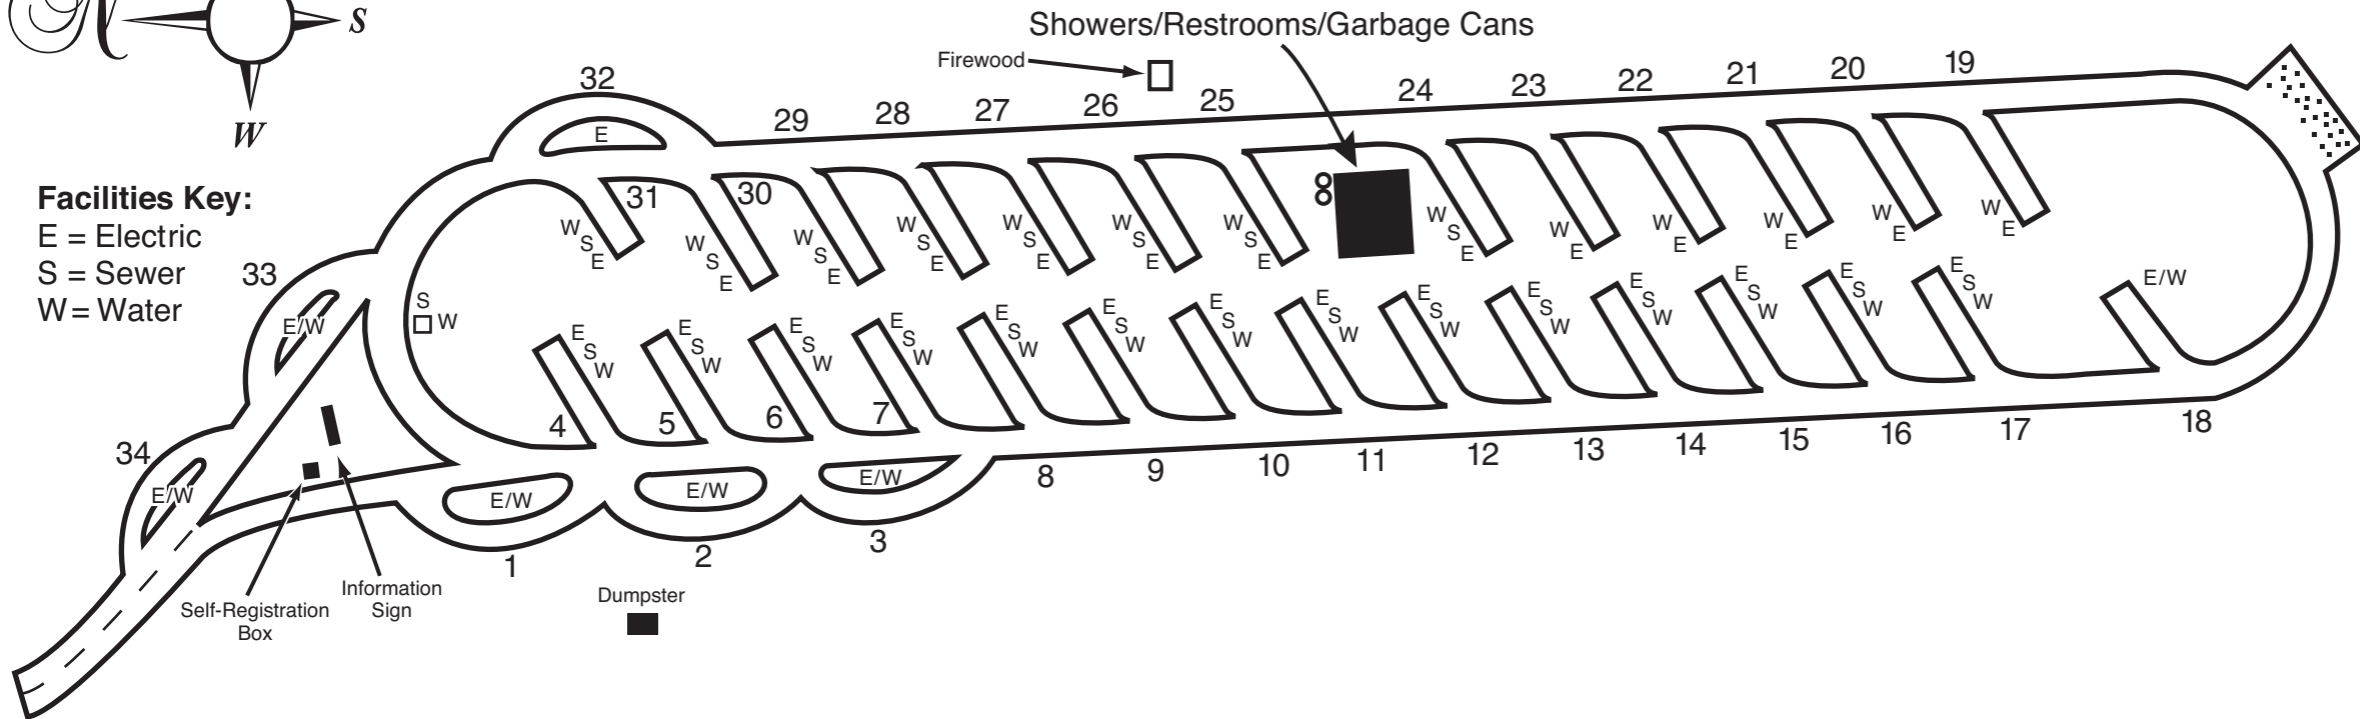 N
S
W
Showers/Restrooms/Garbage Cans
Firewood
32
29
28
27
26
25
24
23
22
21
20
19
E
31
30
Facilities Key:
E = Electric
S = Sewer
W = Water
W
S
E
W
S
E
W
S
E
W
S
E
W
S
E
W
S
E
W
S
E
W
S
E
W
E
W
E
W
E
W
E
W
E
33
E/W
S
W
E
S
W
E
S
W
E
S
W
E
S
W
E
S
W
E
S
W
E
S
W
E
S
W
E
S
W
E
S
W
E
S
W
E
S
W
E
S
W
E
S
W
E/W
4
5
6
7
34
E/W
E/W
E/W
E/W
8
9
10
11
12
13
14
15
16
17
18
1
2
3
Self-Registration
Box
Information
Sign
Dumpster